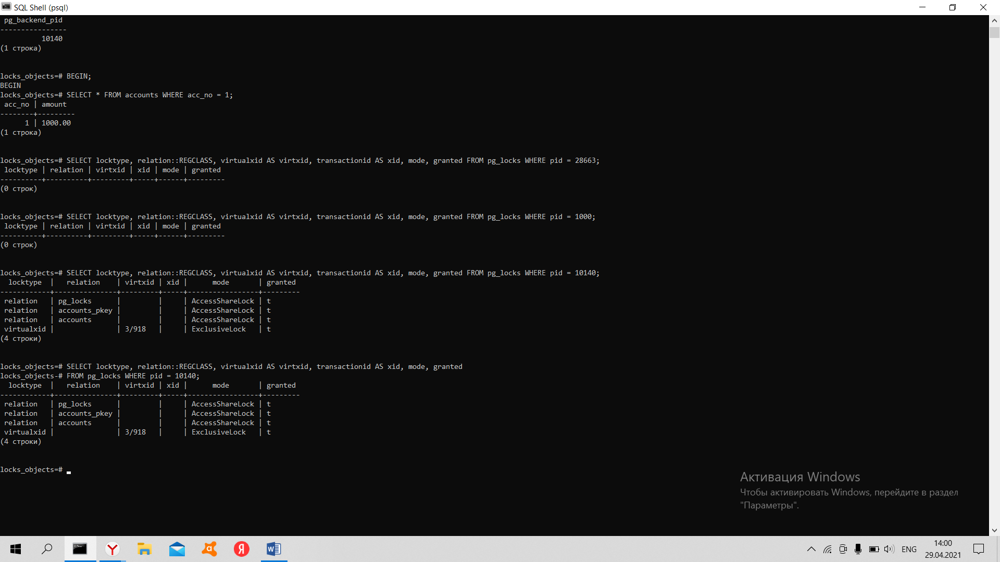 SQL Shell (psql)
 pg_backend_pid
----------------
          10140
(1 строка)
locks_objects=# BEGIN;
BEGIN
locks_objects=# SELECT * FROM accounts WHERE acc_no = 1;
 acc_no | amount
--------+---------
      1 | 1000.00
(1 строка)
locks_objects=# SELECT locktype, relation::REGCLASS, virtualxid AS virtxid, transactionid AS xid, mode, granted FROM pg_locks WHERE pid = 28663;
 locktype | relation | virtxid | xid | mode | granted
----------+----------+---------+-----+------+---------
(0 строк)
locks_objects=# SELECT locktype, relation::REGCLASS, virtualxid AS virtxid, transactionid AS xid, mode, granted FROM pg_locks WHERE pid = 1000;
 locktype | relation | virtxid | xid | mode | granted
----------+----------+---------+-----+------+---------
(0 строк)
locks_objects=# SELECT locktype, relation::REGCLASS, virtualxid AS virtxid, transactionid AS xid, mode, granted FROM pg_locks WHERE pid = 10140;
  locktype  |   relation    | virtxid | xid |      mode       | granted
------------+---------------+---------+-----+-----------------+---------
 relation   | pg_locks      |         |     | AccessShareLock | t
 relation   | accounts_pkey |         |     | AccessShareLock | t
 relation   | accounts      |         |     | AccessShareLock | t
 virtualxid |               | 3/918   |     | ExclusiveLock   | t
(4 строки)
locks_objects=# SELECT locktype, relation::REGCLASS, virtualxid AS virtxid, transactionid AS xid, mode, granted
locks_objects-# FROM pg_locks WHERE pid = 10140;
  locktype  |   relation    | virtxid | xid |      mode       | granted
------------+---------------+---------+-----+-----------------+---------
 relation   | pg_locks      |         |     | AccessShareLock | t
 relation   | accounts_pkey |         |     | AccessShareLock | t
 relation   | accounts      |         |     | AccessShareLock | t
 virtualxid |               | 3/918   |     | ExclusiveLock   | t
(4 строки)
locks_objects=#
Активация Windows
Чтобы активировать Windows, перейдите в раздел
"Параметры".
ENG
14:00
29.04.2021